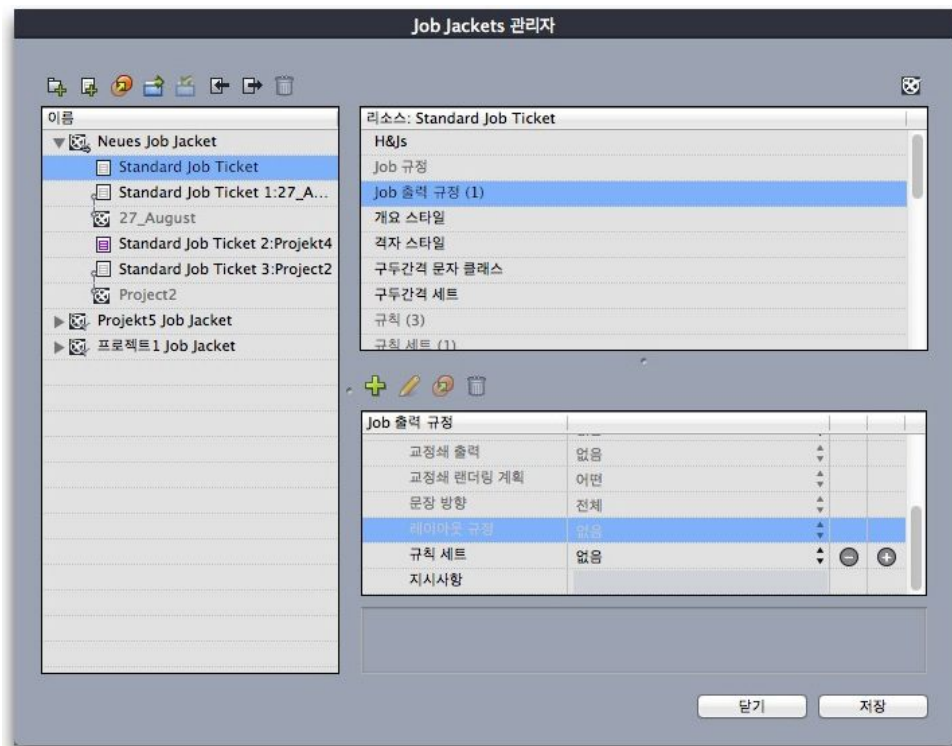 Job Jackets 관리자
이름
Neues Job Jacket
Standard Job Ticket
Standard Job Ticket 1:27_A...
27_August
Standard Job Ticket 2:Projekt4
Standard Job Ticket 3:Project2
Project2
Projekt5 Job Jacket
프로젝트1 Job Jacket
리소스: Standard Job Ticket
H&Js
Job 규정
Job 출력 규정 (1)
개요 스타일
격자 스타일
구두간격 문자 클래스
구두간격 세트
규칙 (3)
규칙 세트 (1)
Job 출력 규정
교정쇄 출력 없음
교정쇄 랜더링 계획 어떤
문장 방향 전체
레이아웃 규정 없음
규칙 세트 없음
지시사항
닫기 저장